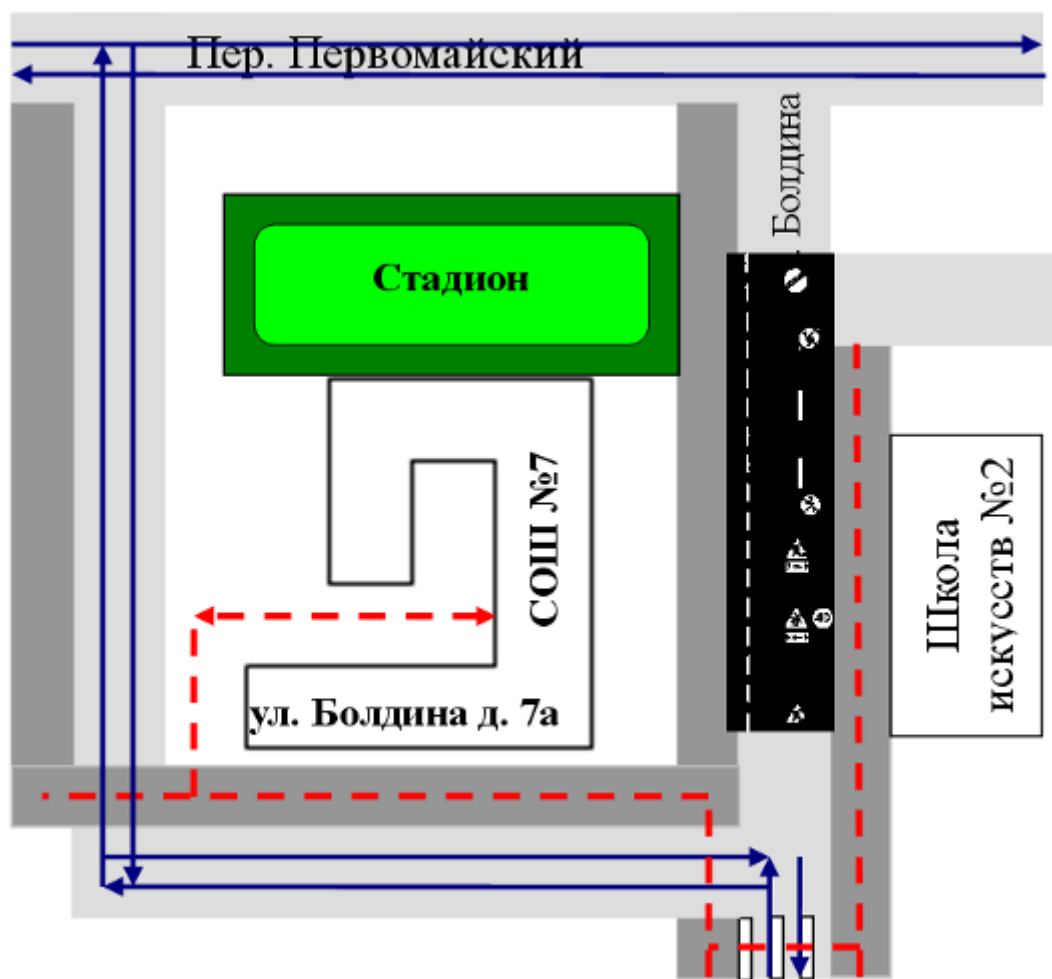 Пер. Первомайский
Болдина
Стадион
СОШ №7
Школа
искусств №2
ул. Болдина д. 7а